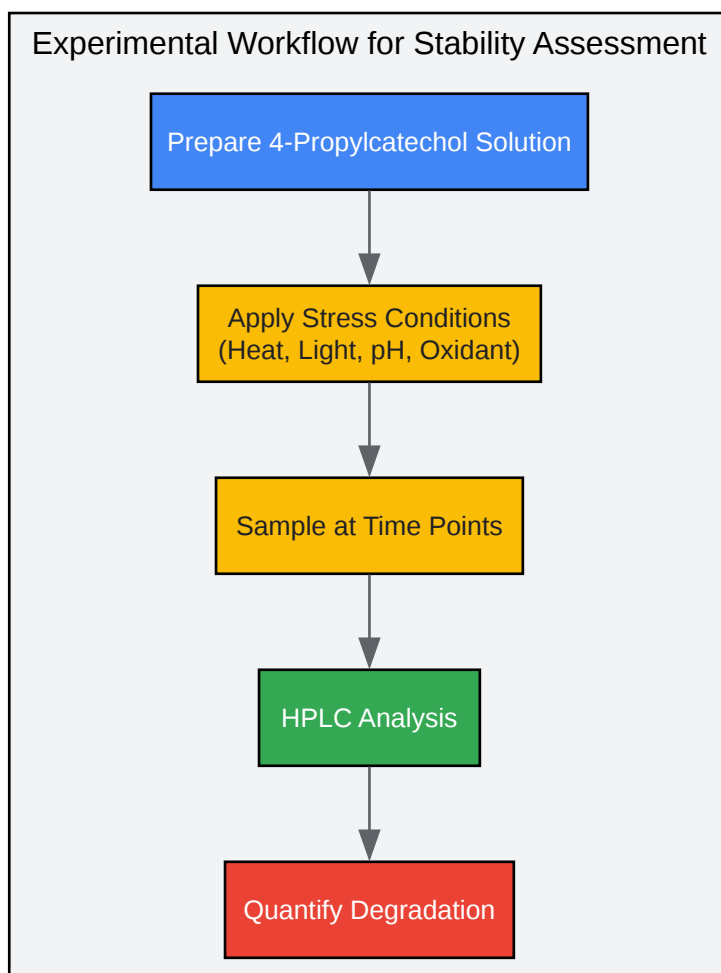 Experimental Workflow for Stability Assessment
Prepare 4-Propylcatechol Solution
Apply Stress Conditions
(Heat, Light, pH, Oxidant)
Sample at Time Points
HPLC Analysis
Quantify Degradation